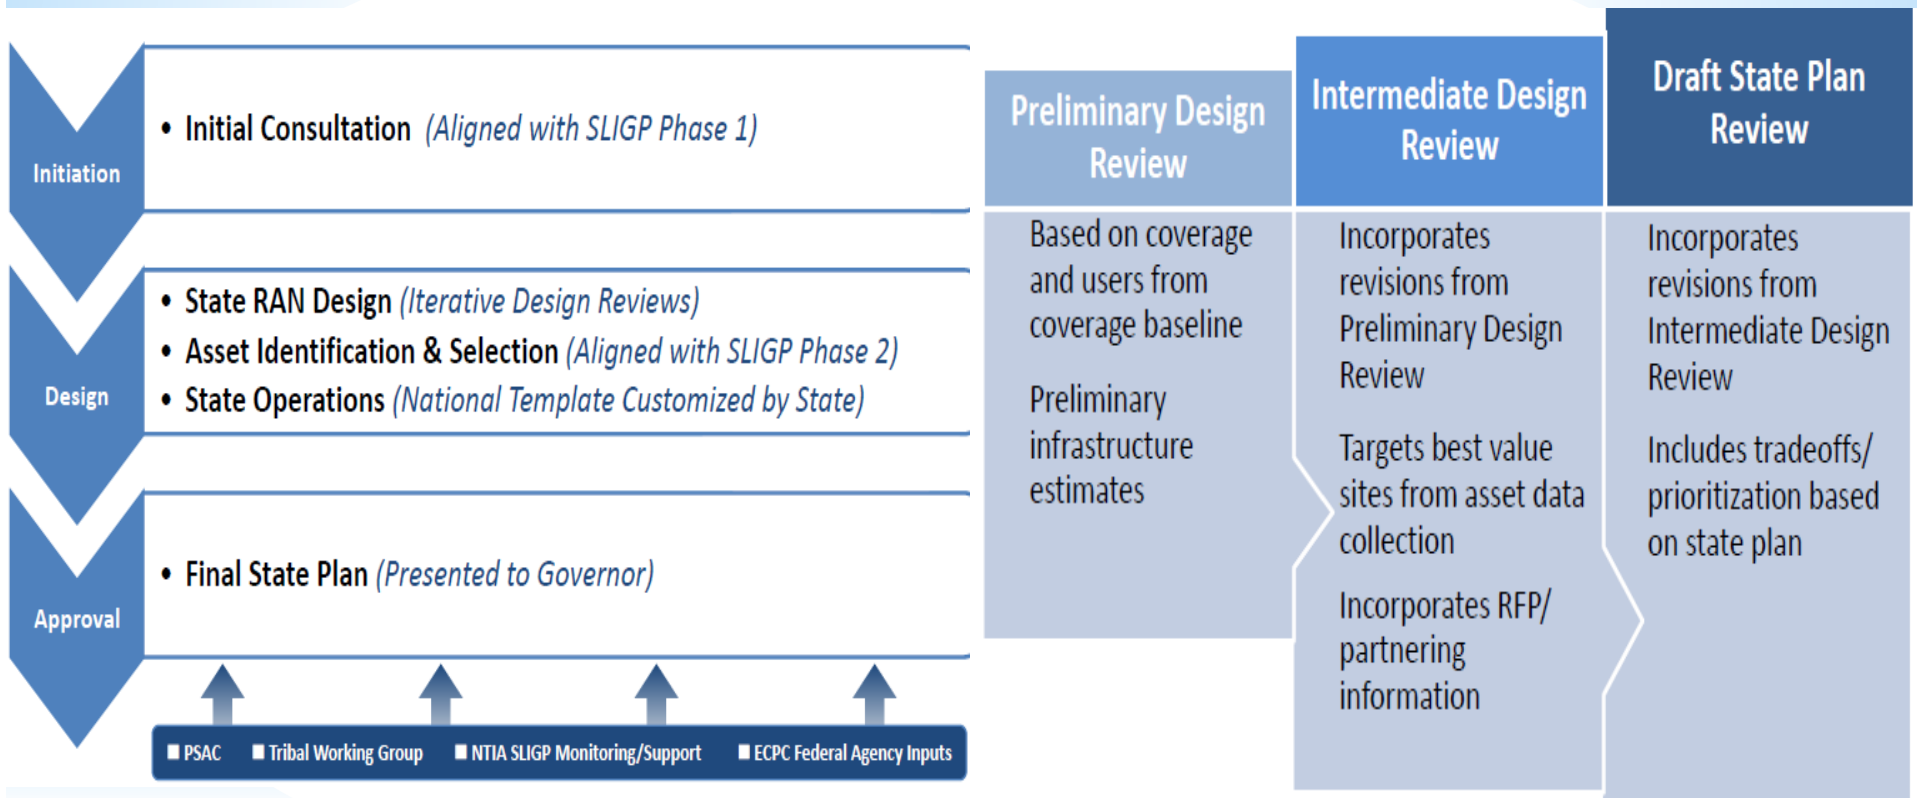 Initiation
• Initial Consultation (Aligned with SLIGP Phase 1)
Design
• State RAN Design (Iterative Design Reviews)
• Asset Identification & Selection (Aligned with SLIGP Phase 2)
• State Operations (National Template Customized by State)
Approval
• Final State Plan (Presented to Governor)
■ PSAC ■ Tribal Working Group ■ NTIA SLIGP Monitoring/Support ■ ECPC Federal Agency Inputs
Preliminary Design
Review
Based on coverage
and users from
coverage baseline
Preliminary
infrastructure
estimates
Intermediate Design
Review
Incorporates
revisions from
Preliminary Design
Review
Targets best value
sites from asset data
collection
Incorporates RFP/
partnering
information
Draft State Plan
Review
Incorporates
revisions from
Intermediate Design
Review
Includes tradeoffs/
prioritization based
on state plan